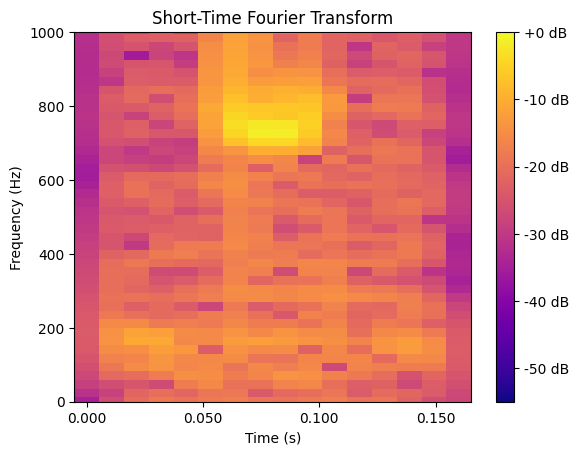 Short-Time Fourier Transform
1000
800
600
400
200
0
Frequency (Hz)
0.000
0.050
0.100
0.150
Time (s)
+0 dB
-10 dB
-20 dB
-30 dB
-40 dB
-50 dB